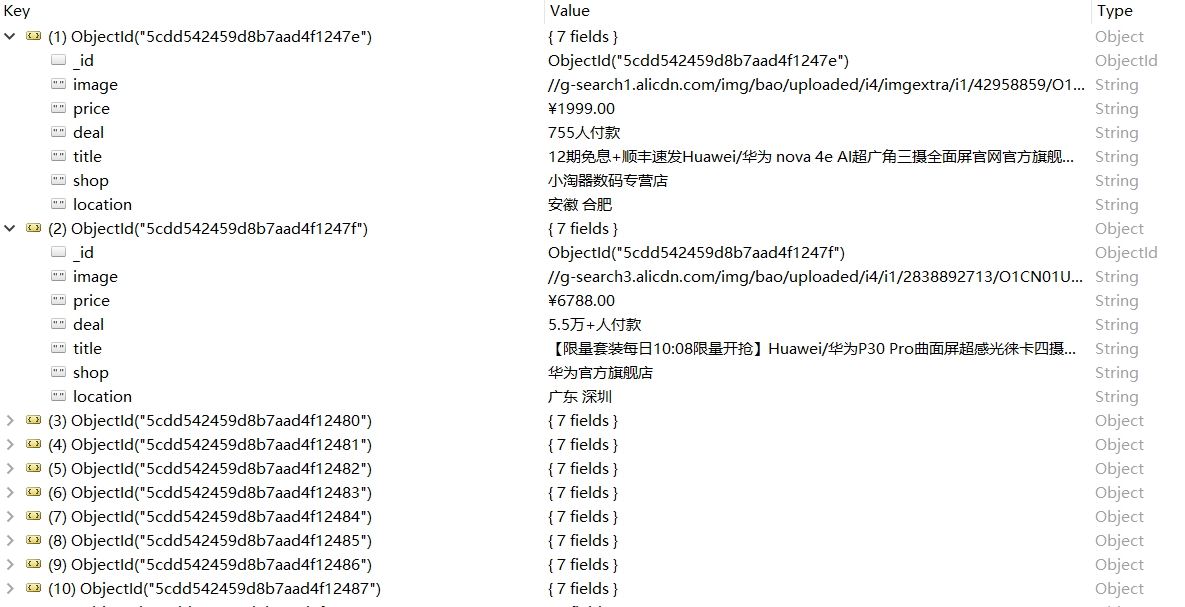 Key Value Type
(1) ObjectId("5cdd542459d8b7aad4f1247e") { 7 fields } Object
_id ObjectId("5cdd542459d8b7aad4f1247e") ObjectId
image //g-search1.alicdn.com/img/bao/uploaded/i4/imgextra/i1/42958859/O1... String
price ¥1999.00 String
deal 755人付款 String
title 12期免息+顺丰速发Huawei/华为 nova 4e AI超广角三摄全面屏官网官方旗舰... String
shop 小淘器数码专营店 String
location 安徽 合肥 String
(2) ObjectId("5cdd542459d8b7aad4f1247f") { 7 fields } Object
_id ObjectId("5cdd542459d8b7aad4f1247f") ObjectId
image //g-search3.alicdn.com/img/bao/uploaded/i4/i1/2838892713/O1CN01U... String
price ¥6788.00 String
deal 5.5万+人付款 String
title 【限量套装每日10:08限量开抢】Huawei/华为P30 Pro曲面屏超感光徕卡四摄... String
shop 华为官方旗舰店 String
location 广东 深圳 String
(3) ObjectId("5cdd542459d8b7aad4f12480") { 7 fields } Object
(4) ObjectId("5cdd542459d8b7aad4f12481") { 7 fields } Object
(5) ObjectId("5cdd542459d8b7aad4f12482") { 7 fields } Object
(6) ObjectId("5cdd542459d8b7aad4f12483") { 7 fields } Object
(7) ObjectId("5cdd542459d8b7aad4f12484") { 7 fields } Object
(8) ObjectId("5cdd542459d8b7aad4f12485") { 7 fields } Object
(9) ObjectId("5cdd542459d8b7aad4f12486") { 7 fields } Object
(10) ObjectId("5cdd542459d8b7aad4f12487") { 7 fields } Object